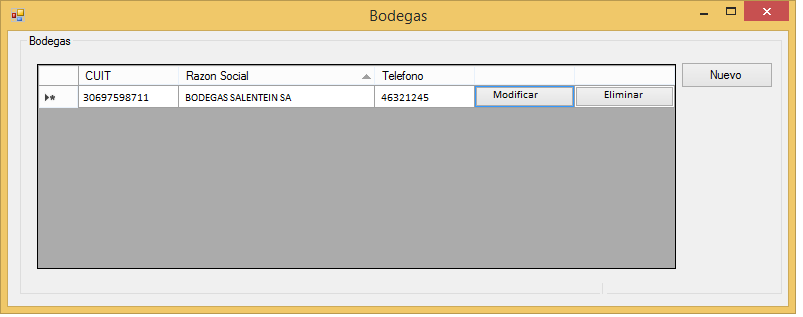 Bodegas
Bodegas
CUIT Razon Social Telefono
Nuevo
30697598711 BODEGAS SALENTEIN SA 46321245 Modificar Eliminar